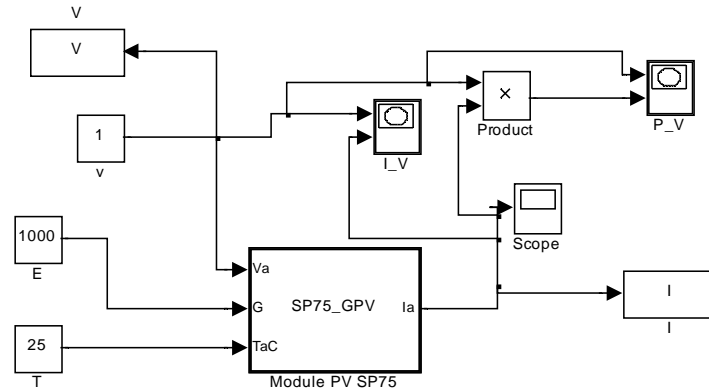 V
V
1
v
I_V
×
Product
P_V
Scope
1000
E
Va
G
TaC
SP75_GPV
Ia
Module PV SP75
25
T
I
I